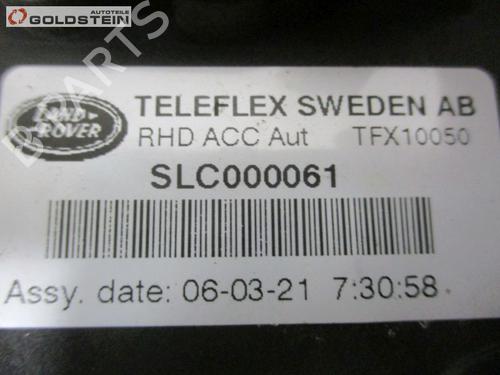 AUTOTEILE
GOLDSTEIN
PARTS
LAND
ROVER
TELEFLEX SWEDEN AB
RHD ACC Aut TFX10050
SLC000061
Assy. date: 06-03-21 7:30:58